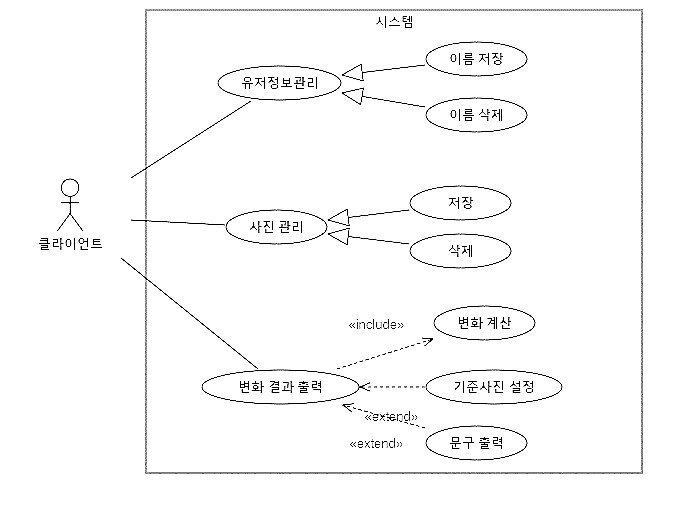 시스템
이름 저장
유저정보관리
이름 삭제
저장
사진 관리
클라이언트
삭제
«include»
변화 계산
변화 결과 출력
기준사진 설정
«extend»
«extend»
문구 출력